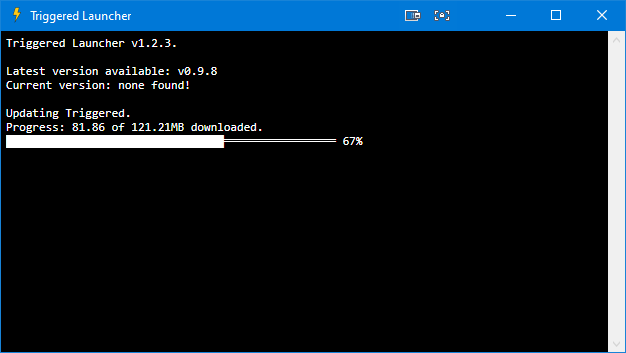 Triggered Launcher
Triggered Launcher v1.2.3.
Latest version available: v0.9.8
Current version: none found!
Updating Triggered.
Progress: 81.86 of 121.21MB downloaded.
67%